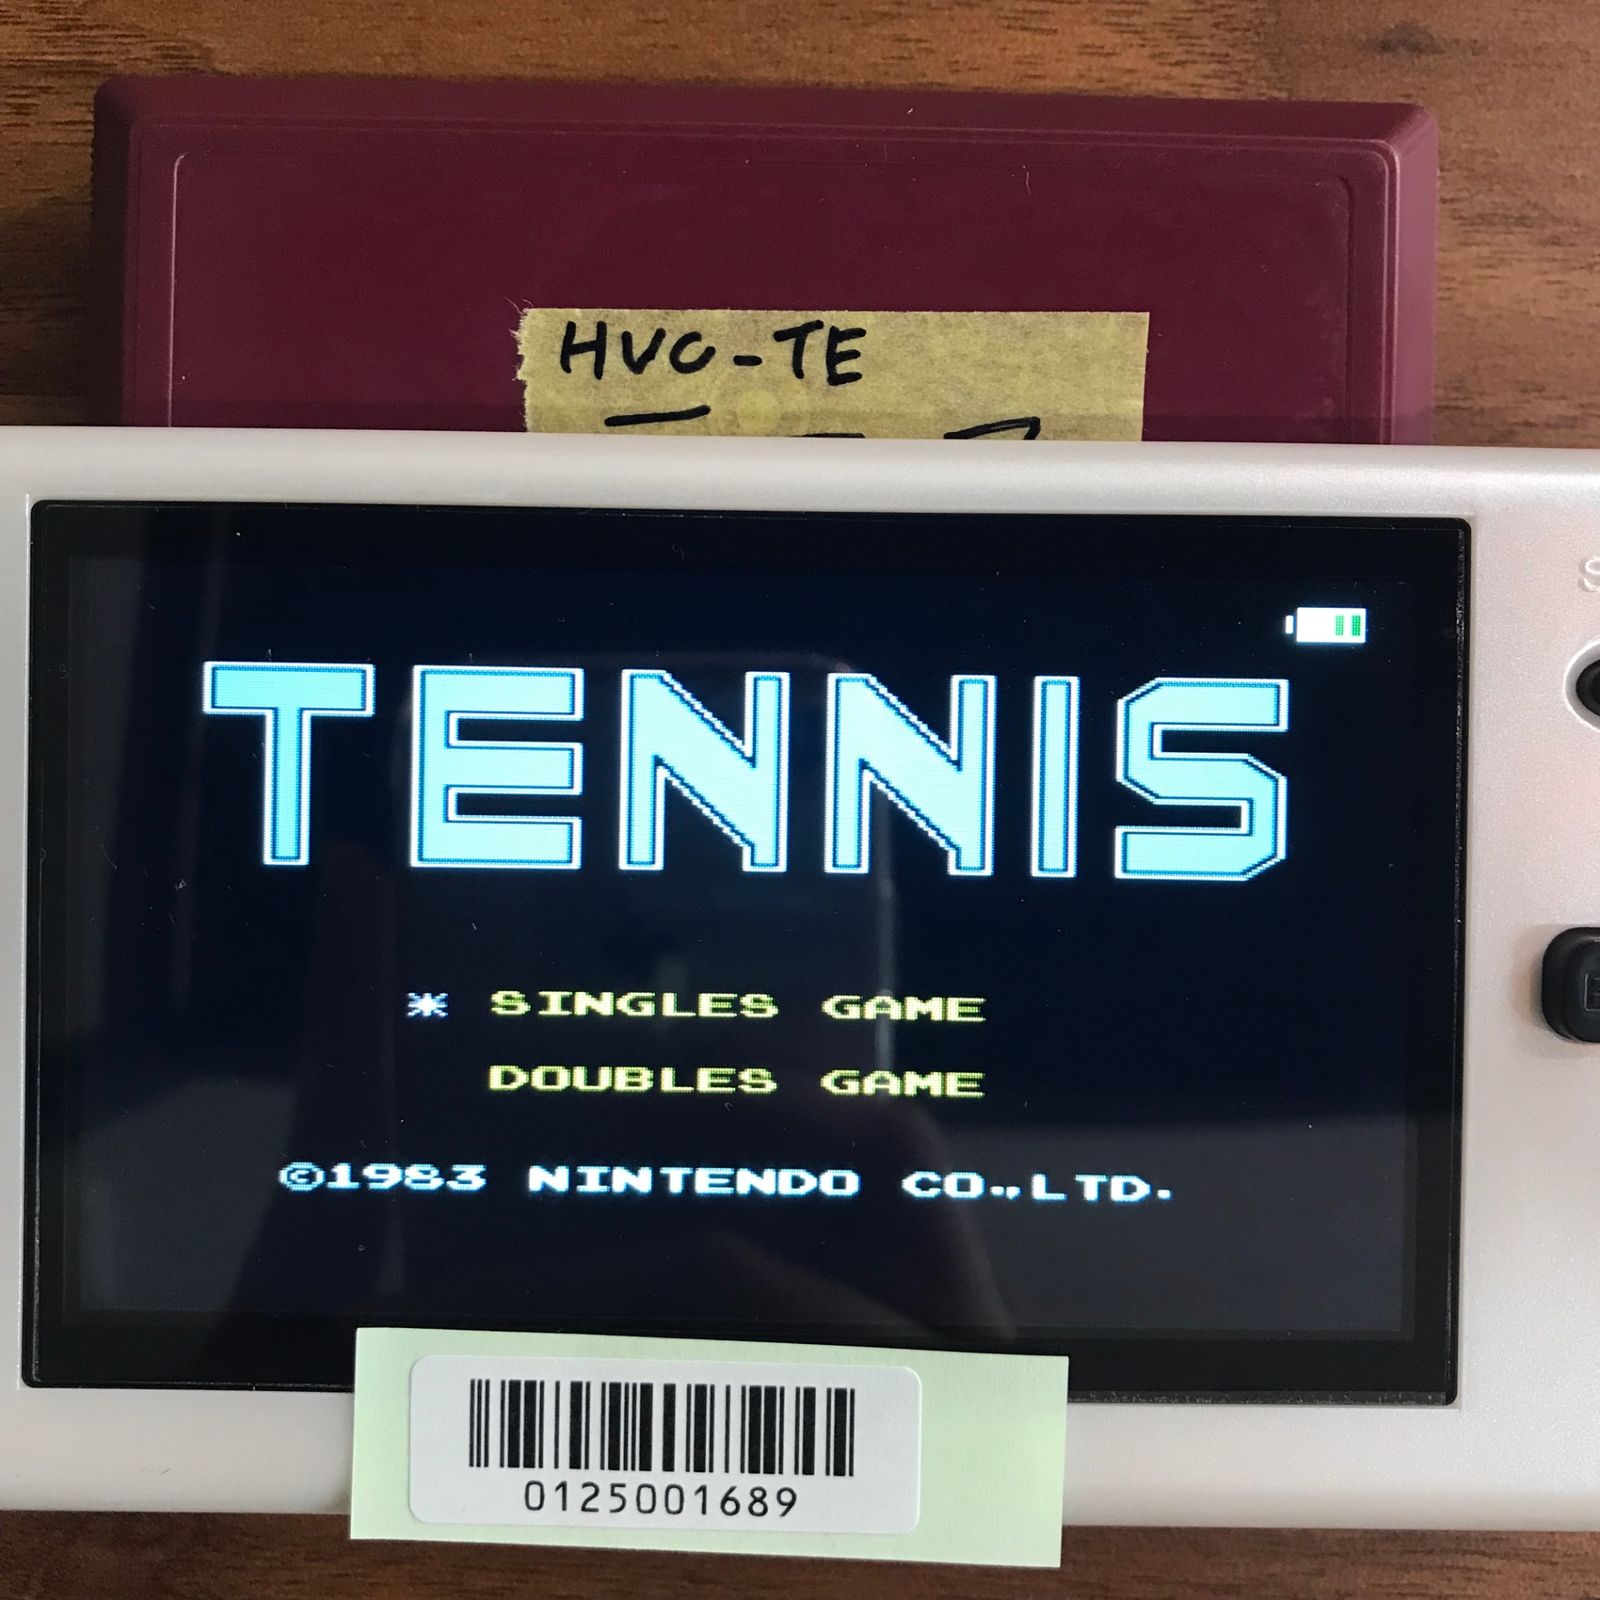 HVC-TE
TENNIS
* SINGLES GAME
DOUBLES GAME
©1983 NINTENDO CO.,LTD.
0125001689